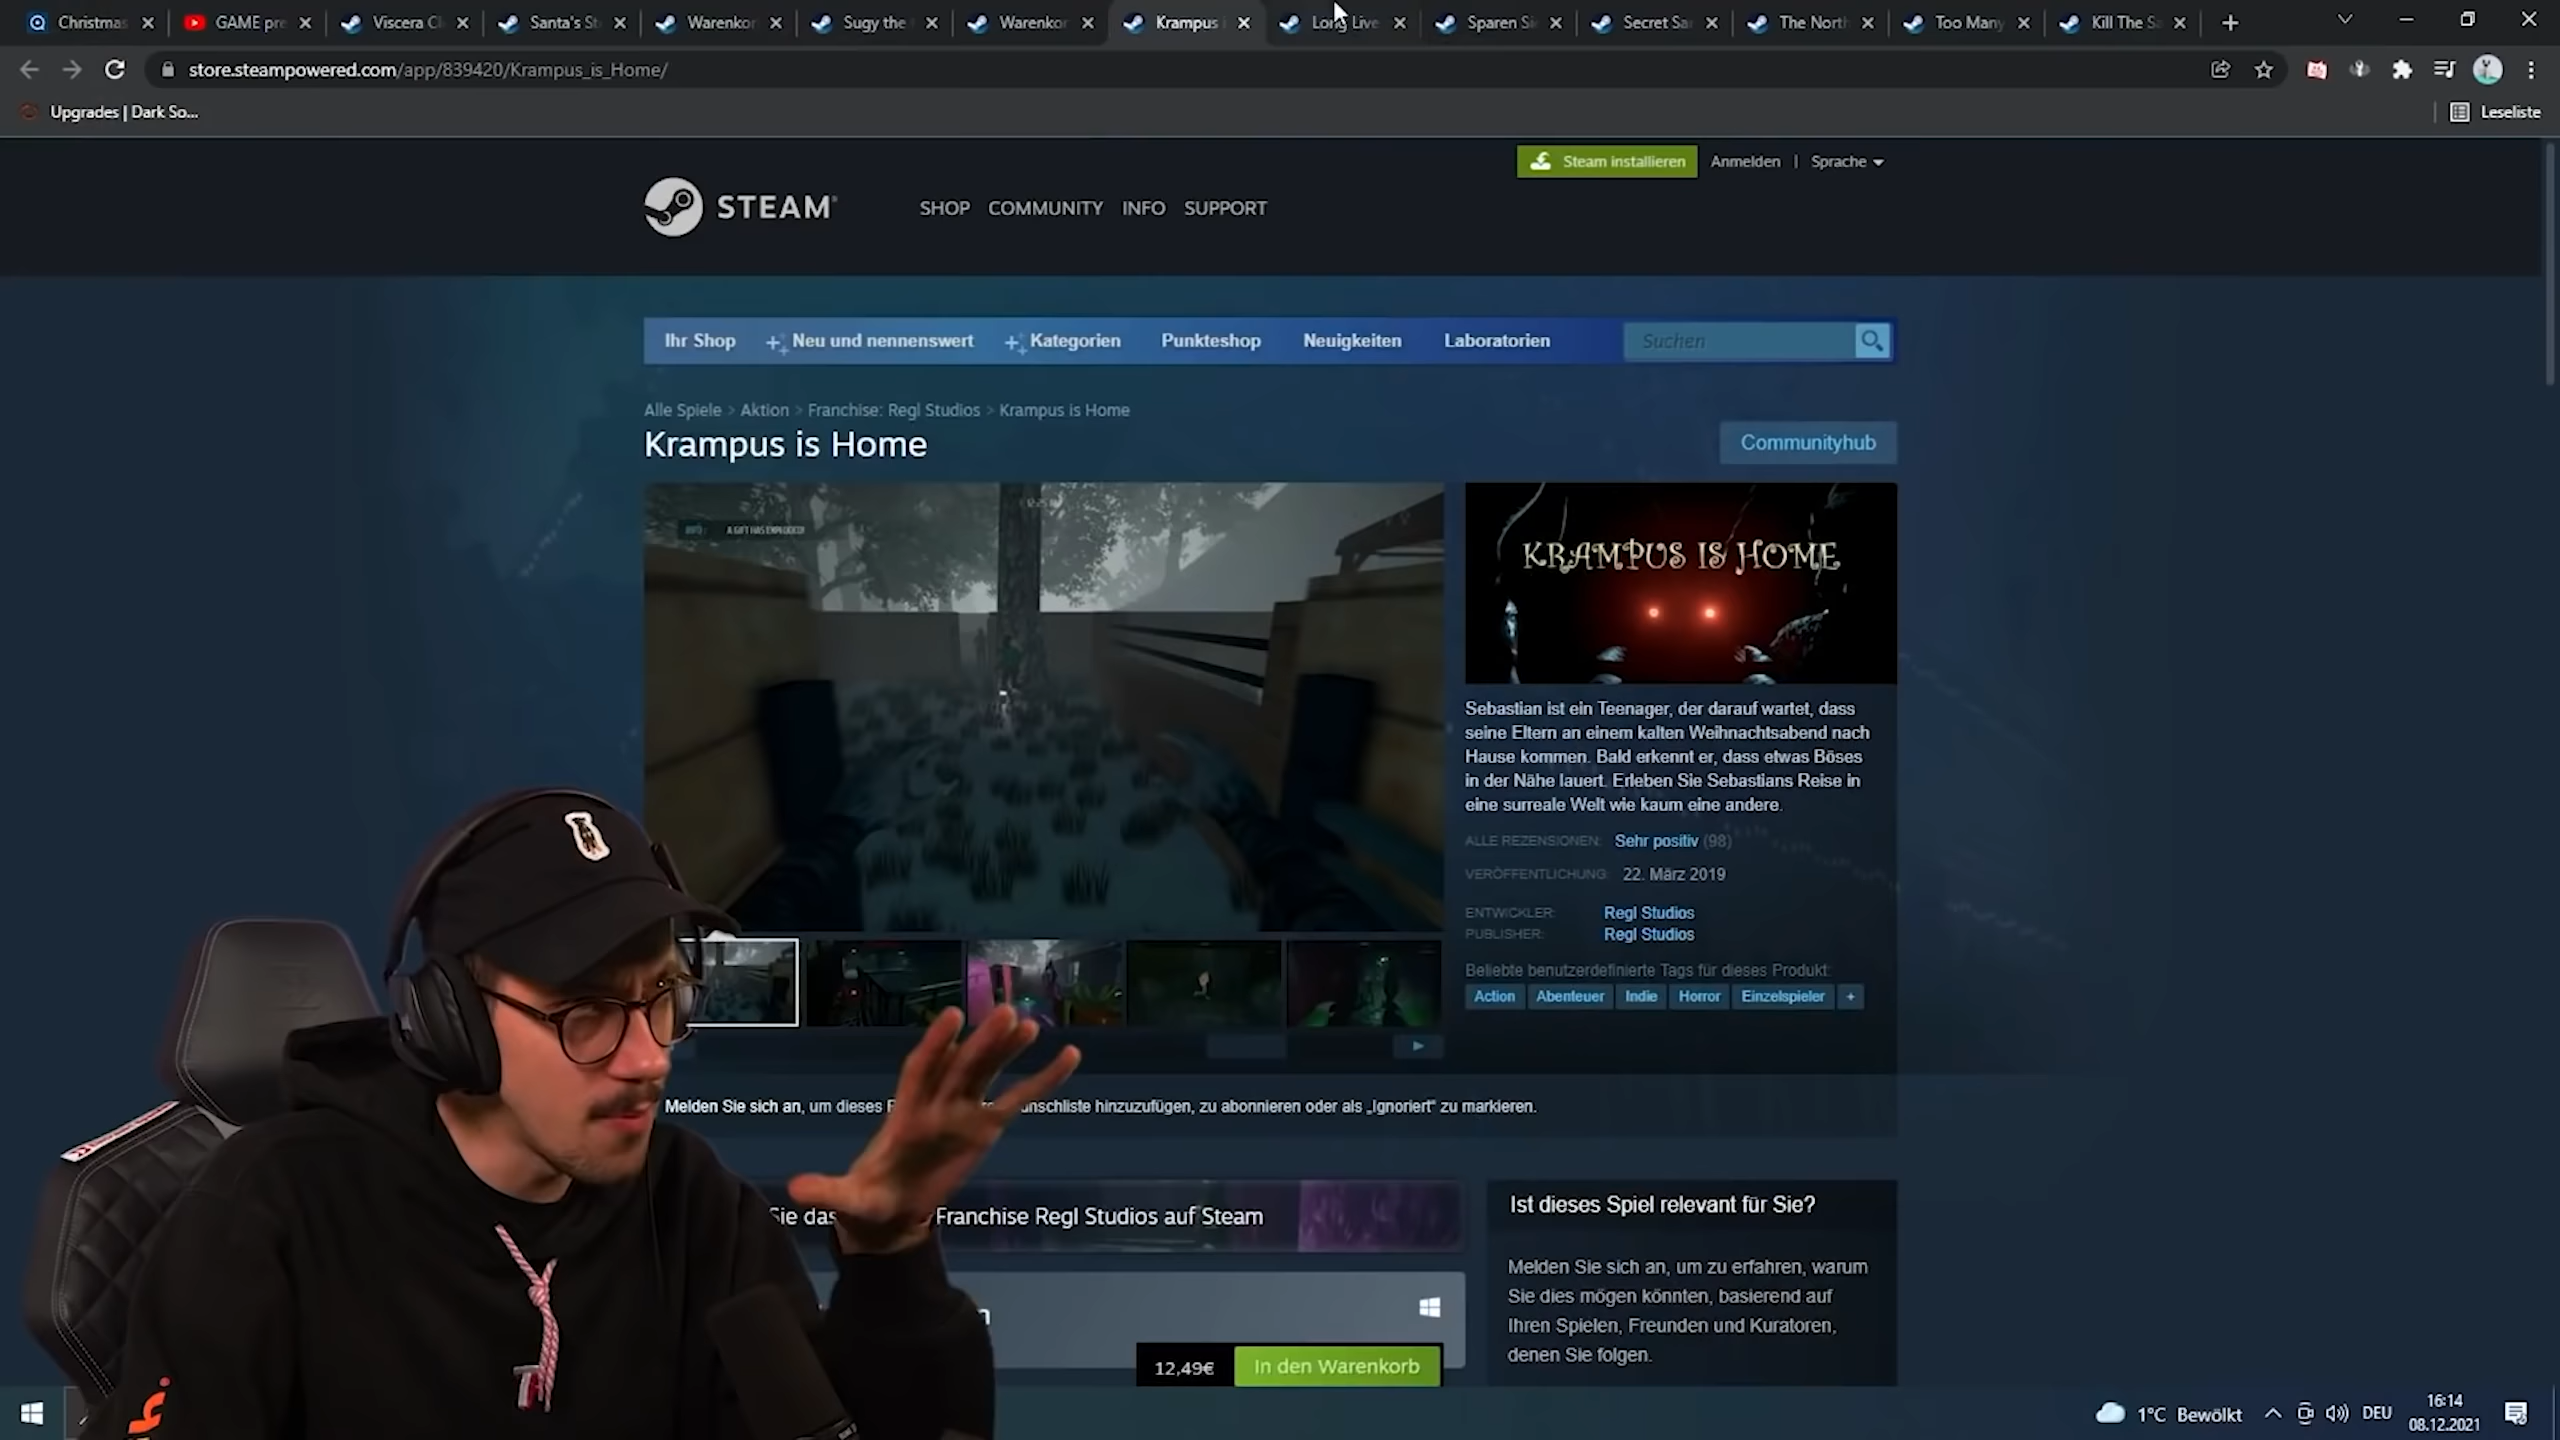 Christmas
GAME pre
Viscera Cl
Santa's St
Warenkor
Sugy the
Warenkor
Krampus i
Long Live
Sparen Si
Secret Sa
The North
Too Many
Kill The Sa
store.steampowered.com/app/839420/Krampus_is_Home/
Upgrades | Dark So...
Leseliste
Steam installieren
Anmelden | Sprache
STEAM
SHOP COMMUNITY INFO SUPPORT
Ihr Shop Neu und nennenswert Kategorien Punkteshop Neuigkeiten Laboratorien Suchen
Alle Spiele > Aktion > Franchise: Regl Studios > Krampus is Home
Krampus is Home
Communityhub
INFO: A GIFT HAS EXPLODED!
KRAMPUS IS HOME
Sebastian ist ein Teenager, der darauf wartet, dass
seine Eltern an einem kalten Weihnachtsabend nach
Hause kommen. Bald erkennt er, dass etwas Böses
in der Nähe lauert. Erleben Sie Sebastians Reise in
eine surreale Welt wie kaum eine andere.
ALLE REZENSIONEN: Sehr positiv (98)
VERÖFFENTLICHUNG: 22. März 2019
ENTWICKLER: Regl Studios
PUBLISHER: Regl Studios
Beliebte benutzerdefinierte Tags für dieses Produkt:
Action Abenteuer Indie Horror Einzelspieler +
Melden Sie sich an, um dieses unschliste hinzuzufügen, zu abonnieren oder als „Ignoriert" zu markieren.
Sie das Franchise Regl Studios auf Steam
12,49€ In den Warenkorb
Ist dieses Spiel relevant für Sie?
Melden Sie sich an, um zu erfahren, warum
Sie dies mögen könnten, basierend auf
Ihren Spielen, Freunden und Kuratoren,
denen Sie folgen.
1°C Bewölkt
DEU
16:14
08.12.2021